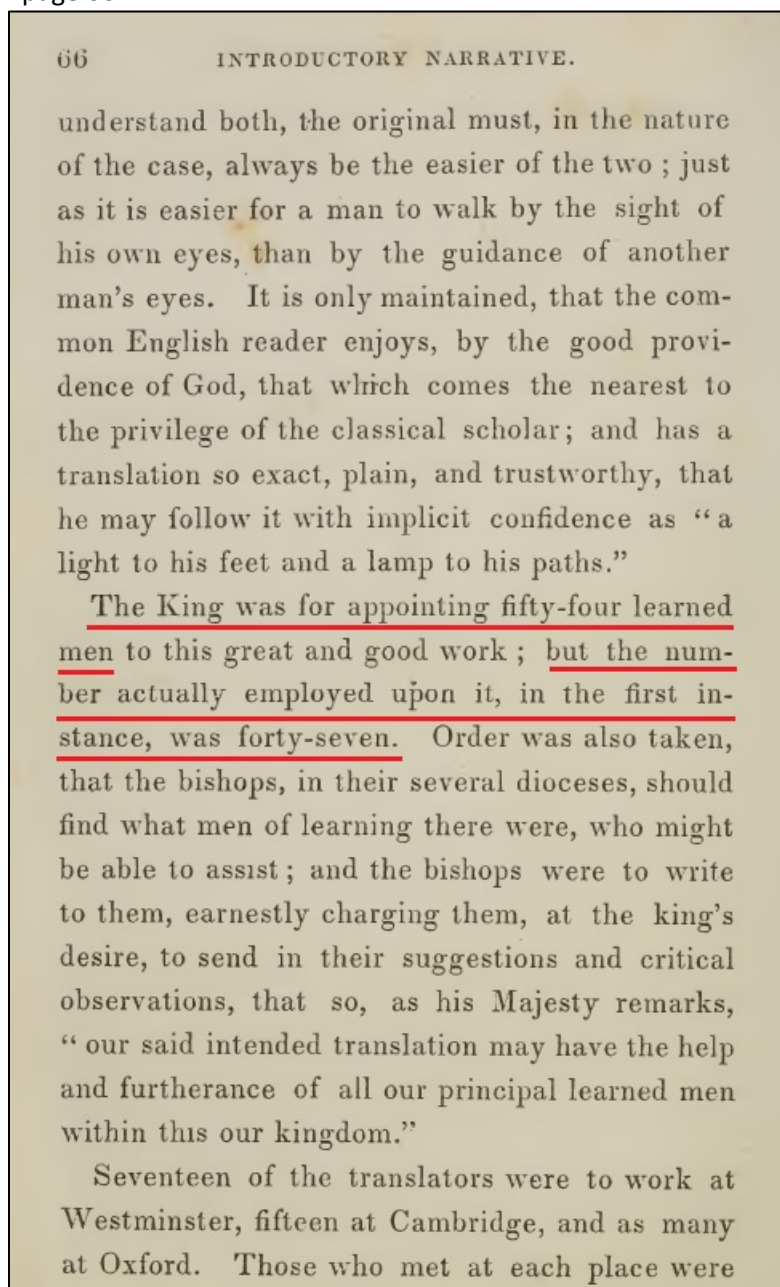 66 INTRODUCTORY NARRATIVE.
understand both, the original must, in the nature
of the case, always be the easier of the two ; just
as it is easier for a man to walk by the sight of
his own eyes, than by the guidance of another
man's eyes. It is only maintained, that the com-
mon English reader enjoys, by the good provi-
dence of God, that which comes the nearest to
the privilege of the classical scholar; and has a
translation so exact, plain, and trustworthy, that
he may follow it with implicit confidence as “ a
light to his feet and a lamp to his paths.”
The King was for appointing fifty-four learned
men to this great and good work ; but the num-
ber actually employed upon it, in the first in-
stance, was forty-seven. Order was also taken,
that the bishops, in their several dioceses, should
find what men of learning there were, who might
be able to assist ; and the bishops were to write
to them, earnestly charging them, at the king's
desire, to send in their suggestions and critical
observations, that so, as his Majesty remarks,
“ our said intended translation may have the help
and furtherance of all our principal learned men
within this our kingdom.”
Seventeen of the translators were to work at
Westminster, fifteen at Cambridge, and as many
at Oxford. Those who met at each place were